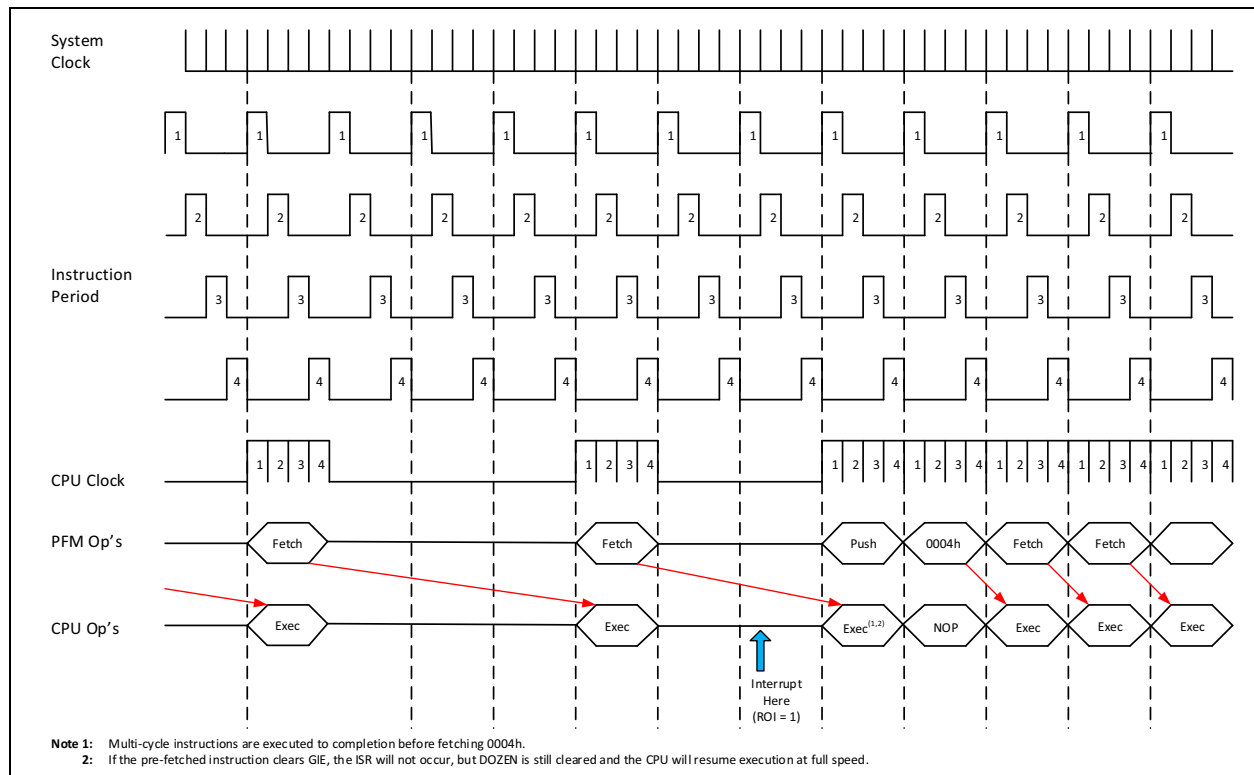 System
Clock
1 1 1 1 1 1 1 1 1 1 1 1 1
2 2 2 2 2 2 2 2 2 2 2 2 2
Instruction
Period
3 3 3 3 3 3 3 3 3 3 3 3 3
4 4 4 4 4 4 4 4 4 4 4 4 4
CPU Clock 1 2 3 4 1 2 3 4 1 2 3 4 1 2 3 4 1 2 3 4 1 2 3 4 1 2 3 4
PFM Op's Fetch Fetch Push 0004h Fetch Fetch
CPU Op's Exec Exec Exec(1,2) NOP Exec Exec Exec
Interrupt
Here
(ROI = 1)
Note 1: Multi-cycle instructions are executed to completion before fetching 0004h.
2: If the pre-fetched instruction clears GIE, the ISR will not occur, but DOZEN is still cleared and the CPU will resume execution at full speed.